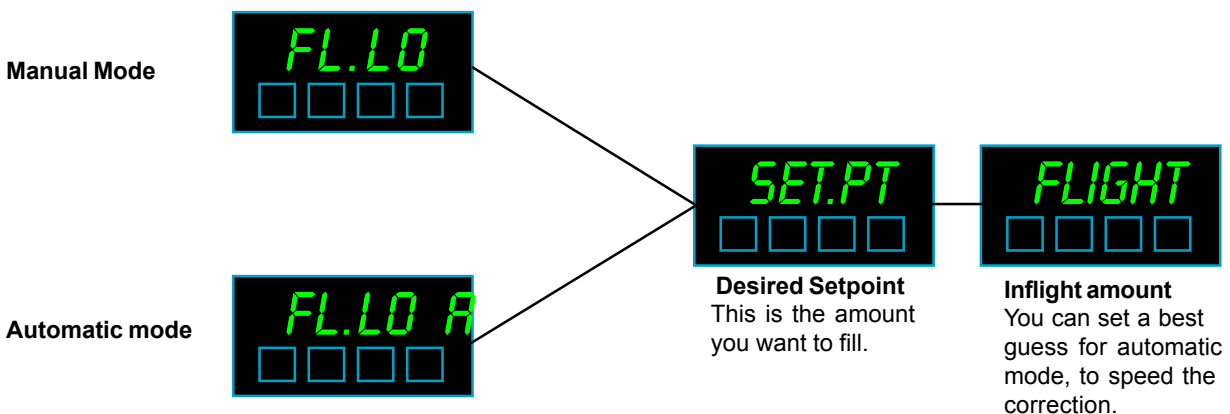 Manual Mode
FL.LO
Automatic mode
FL.LO A
SET.PT
Desired Setpoint
This is the amount
you want to fill.
FLIGHT
Inflight amount
You can set a best
guess for automatic
mode, to speed the
correction.